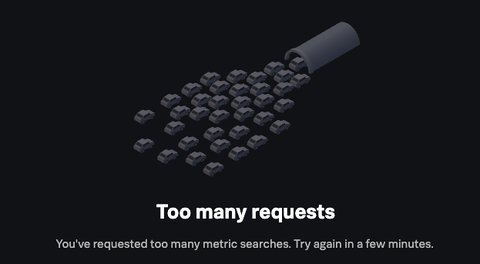 Too many requests
You've requested too many metric searches. Try again in a few minutes.